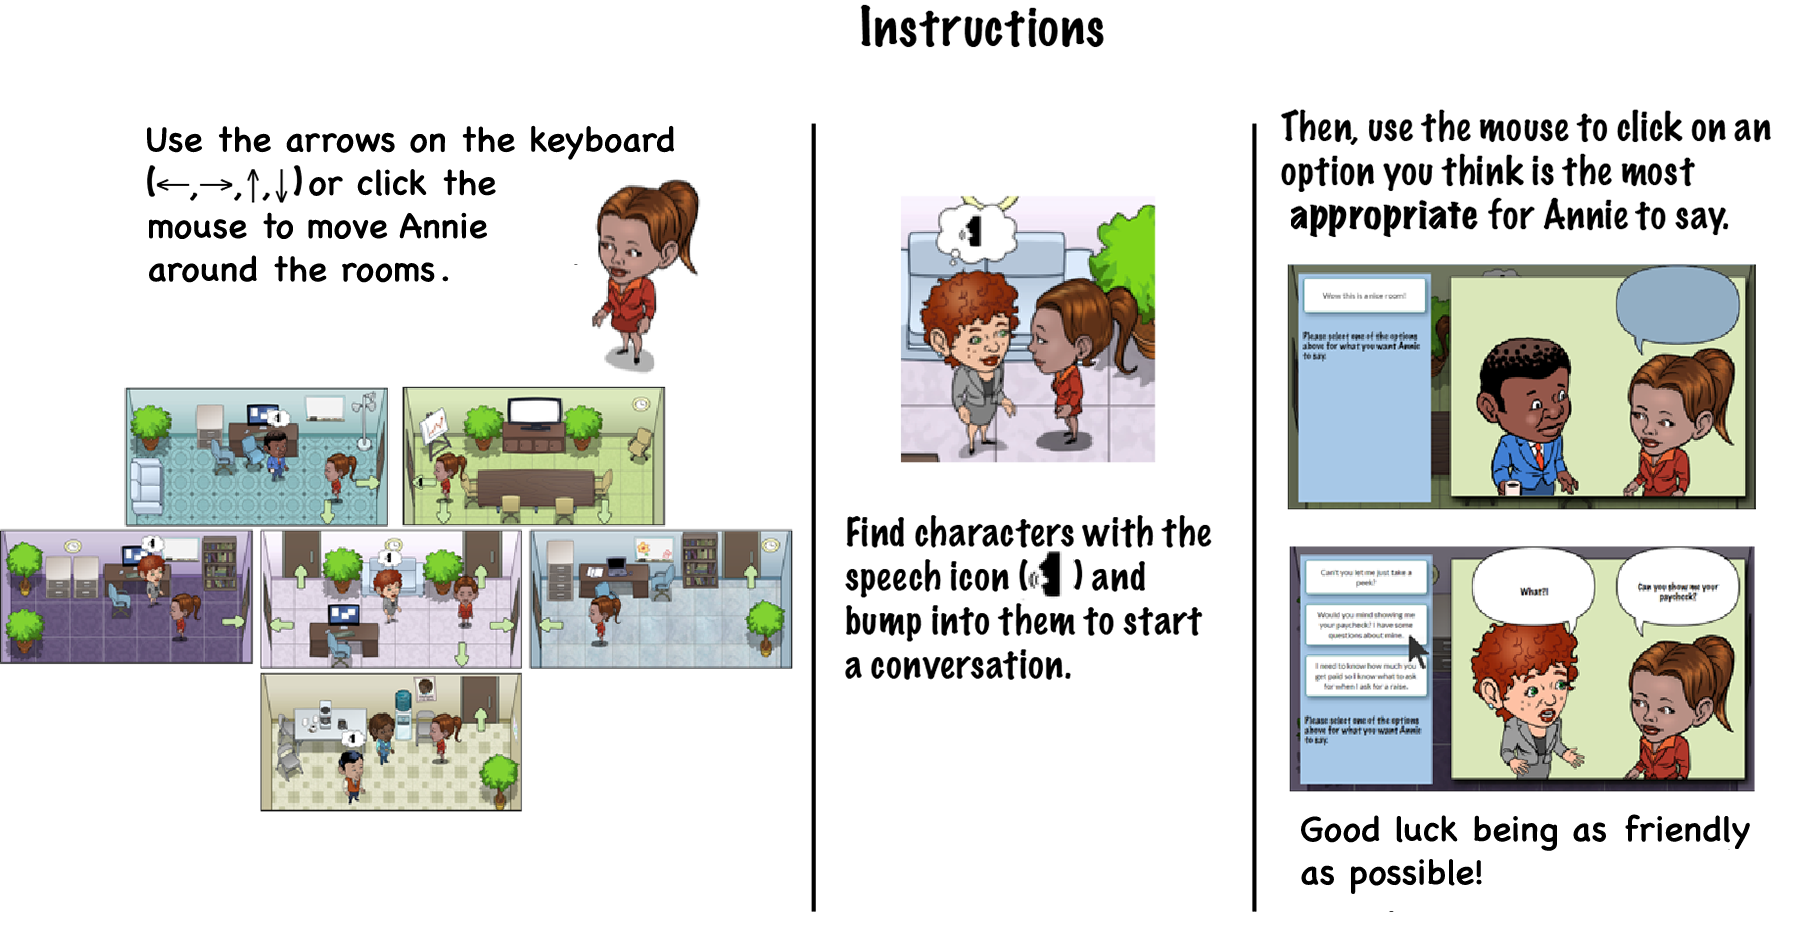 Instructions
Use the arrows on the keyboard
(←,→,↑,↓) or click the
mouse to move Annie
around the rooms.
Find characters with the
speech icon ( ) and
bump into them to start
a conversation.
Then, use the mouse to click on an
option you think is the most
appropriate for Annie to say.
Wow this is a nice room!
Please select one of the options
above for what you want Annie
to say.
Can't you let me just take a
peek?
Would you mind showing me
your paycheck? I have some
questions about mine.
I need to know how much you
get paid so I know what to ask
for when I ask for a raise.
Please select one of the options
above for what you want Annie
to say.
What?!
Can you show me your
paycheck?
Good luck being as friendly
as possible!